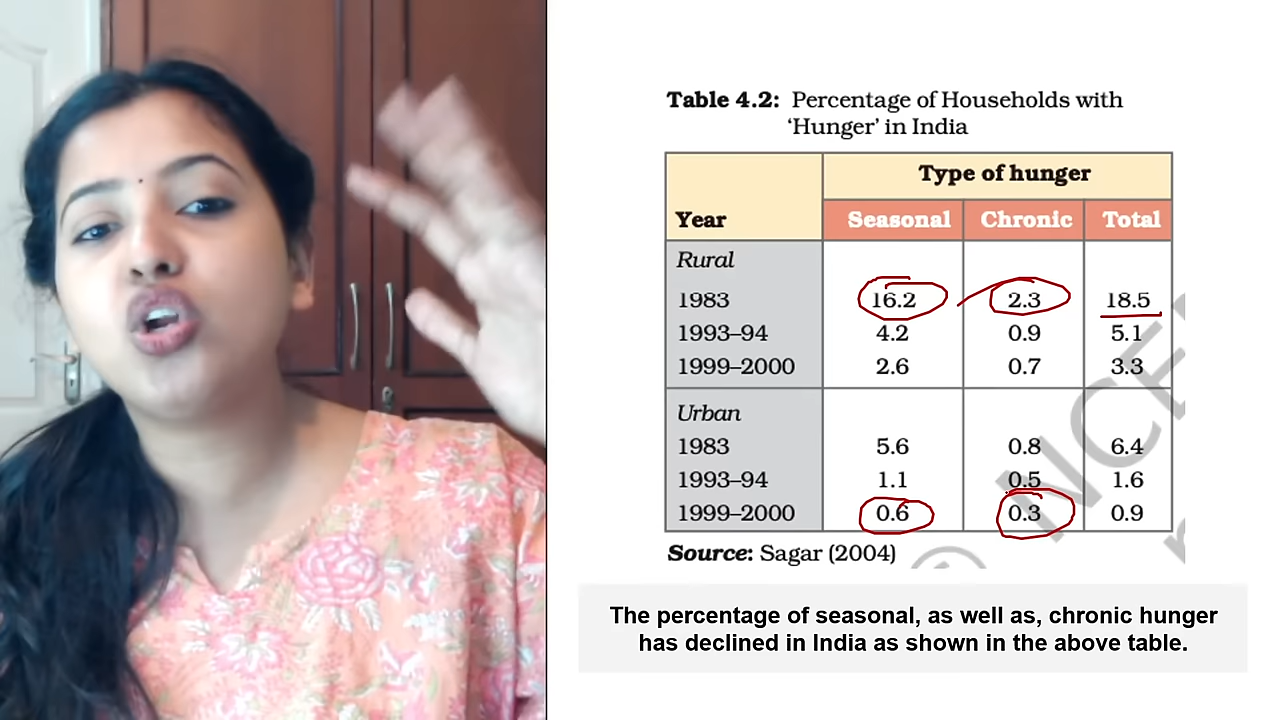 Table 4.2: Percentage of Households with
‘Hunger’ in India
Type of hunger
Year Seasonal Chronic Total
Rural
1983 16.2 2.3 18.5
1993–94 4.2 0.9 5.1
1999–2000 2.6 0.7 3.3
Urban
1983 5.6 0.8 6.4
1993–94 1.1 0.5 1.6
1999–2000 0.6 0.3 0.9
Source: Sagar (2004)
The percentage of seasonal, as well as, chronic hunger
has declined in India as shown in the above table.